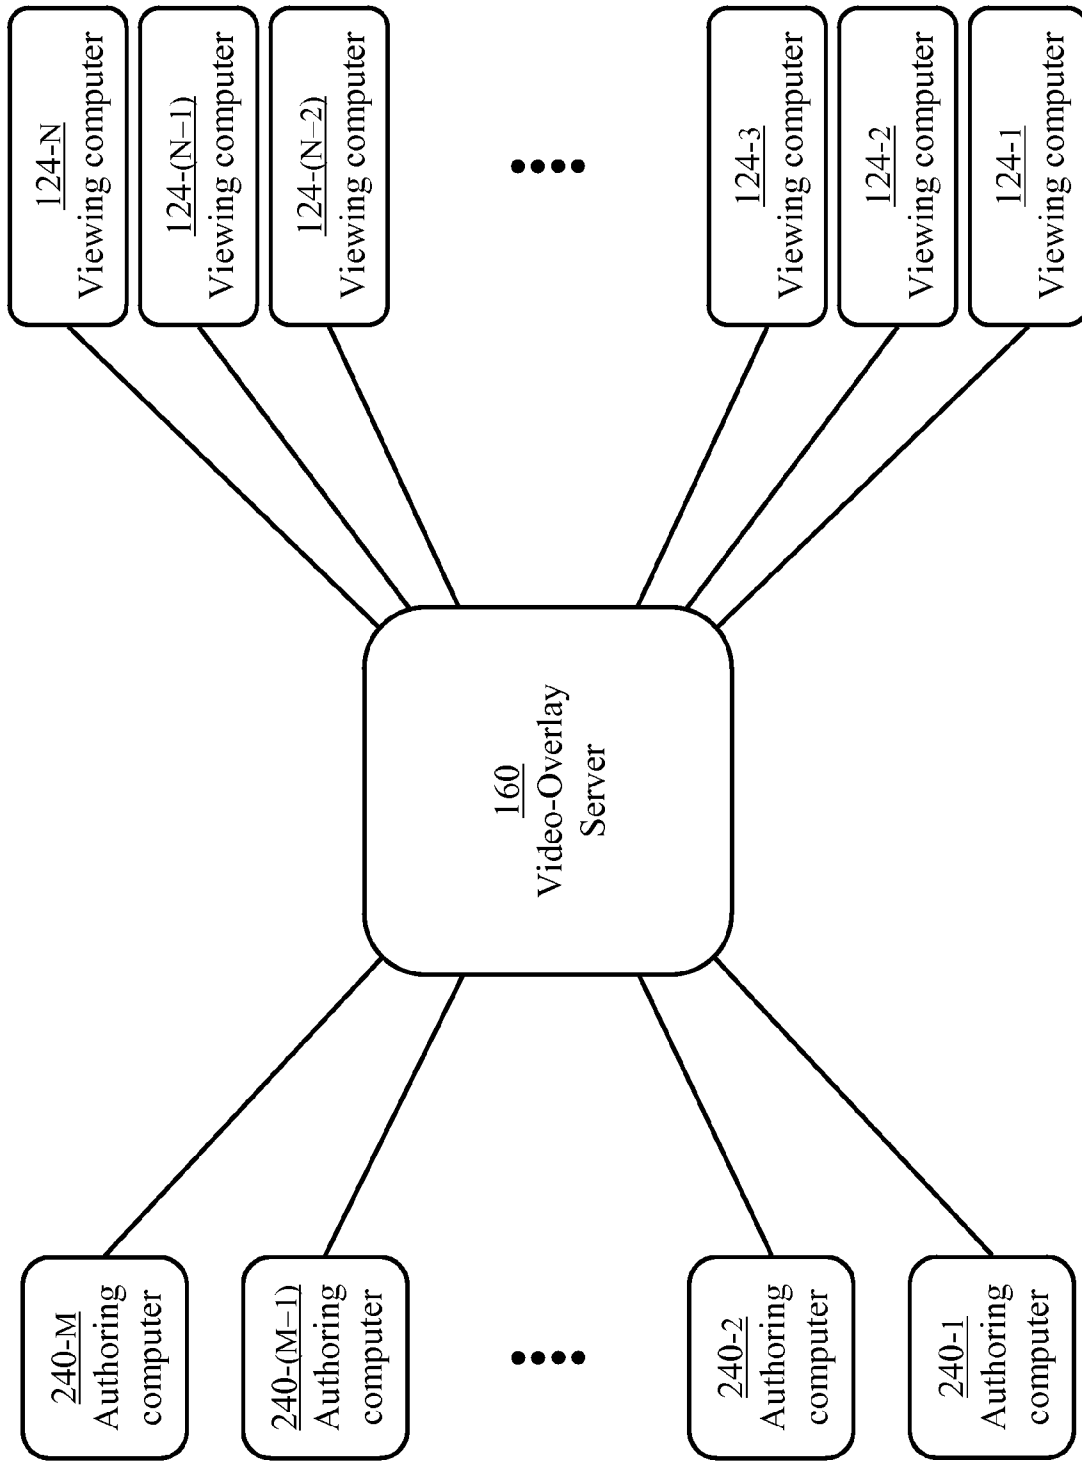 124-N
Viewing computer
124-(N–1)
Viewing computer
124-(N–2)
Viewing computer
124-3
Viewing computer
124-2
Viewing computer
124-1
Viewing computer
160
Video-Overlay
Server
240-M
Authoring
computer
240-(M–1)
Authoring
computer
240-2
Authoring
computer
240-1
Authoring
computer